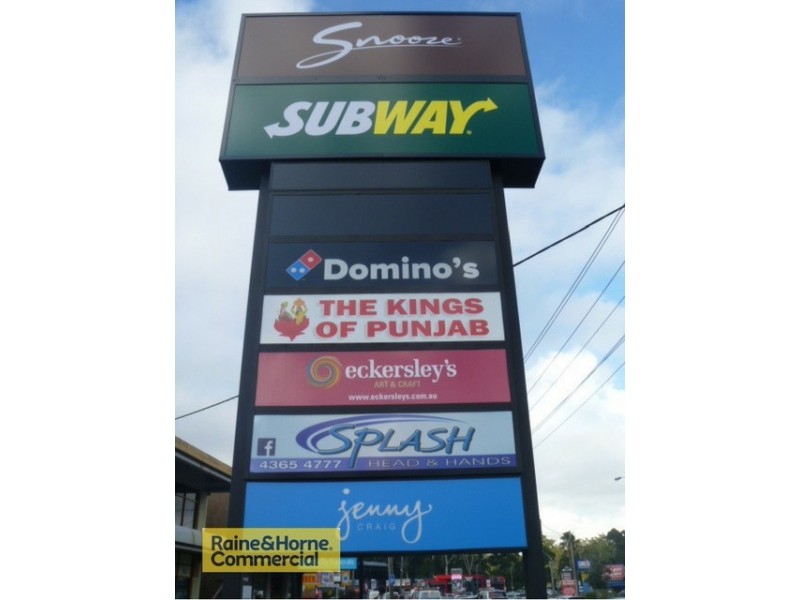 Snooze
SUBWAY
Domino's
THE KINGS
OF PUNJAB
eckersley's
ART & CRAFT
www.eckersleys.com.au
SPLASH
4365 4777 HEAD & HANDS
jenny
CRAIG
Raine&Horne.
Commercial